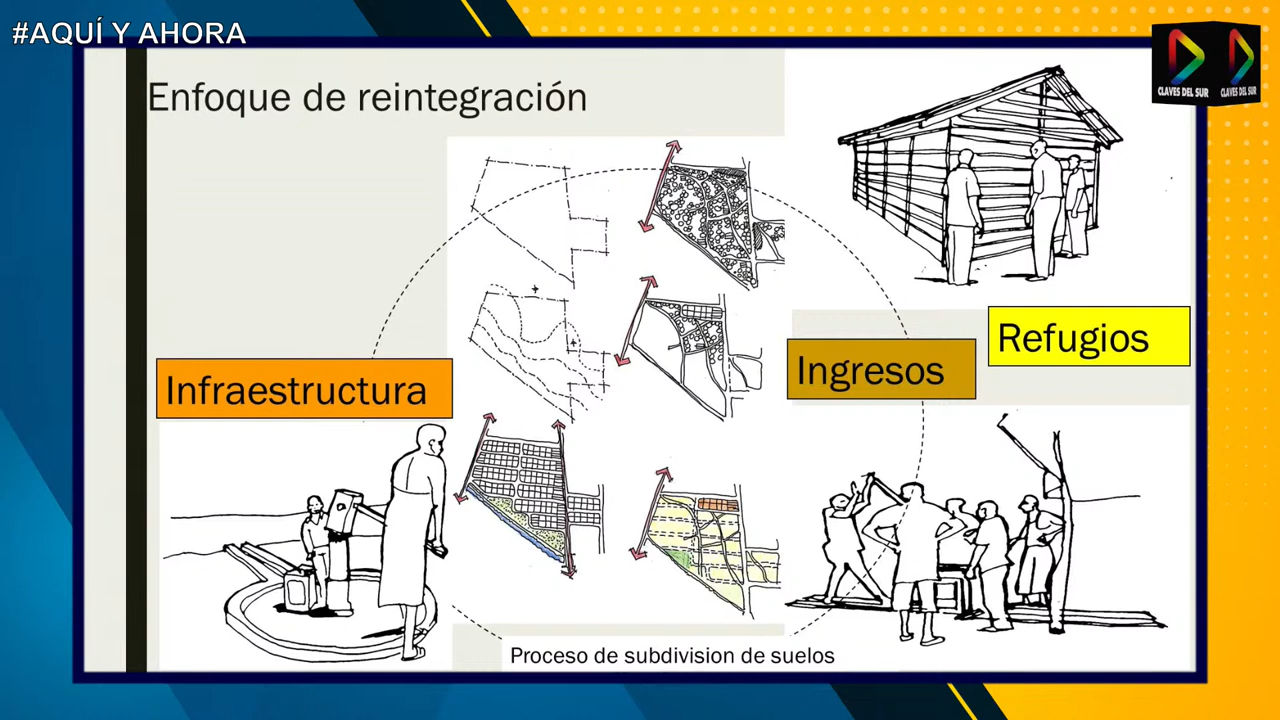 #AQUÍ Y AHORA
CLAVES DEL SUR
CLAVES DEL SUR
Enfoque de reintegración
Refugios
Ingresos
Infraestructura
Proceso de subdivision de suelos